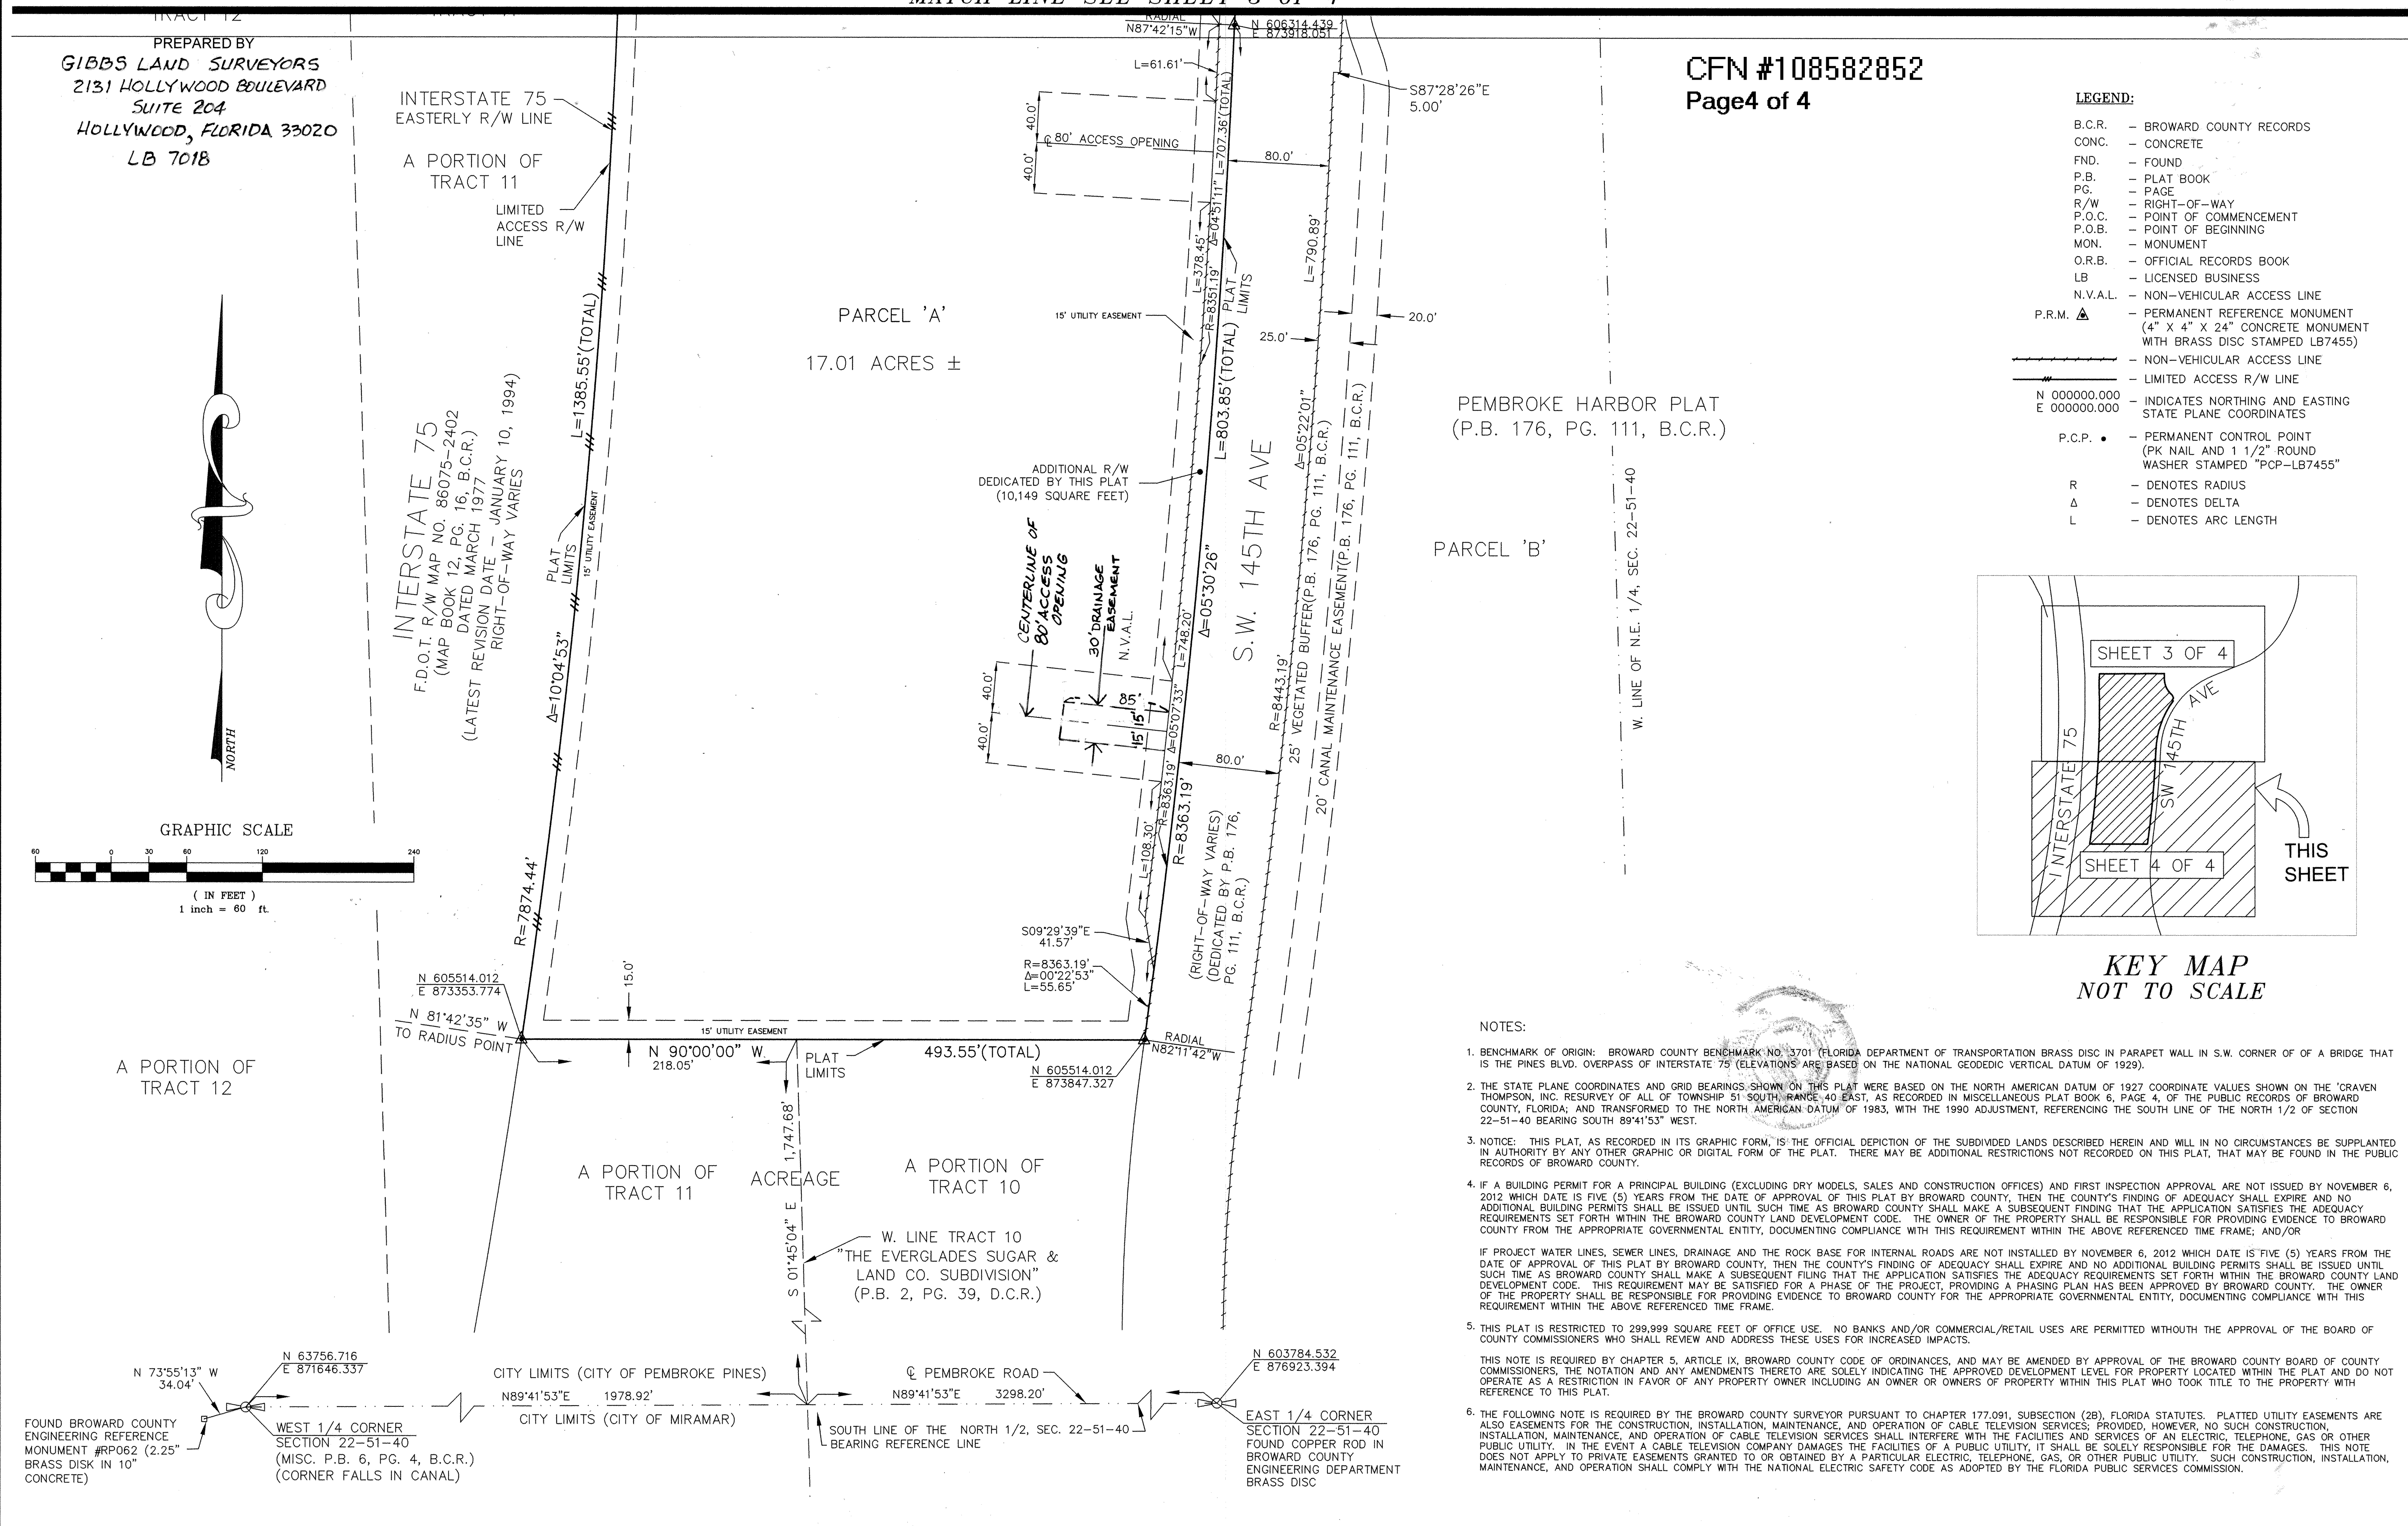 MATCH LINE SEE SHEET 3 OF 4
TRACT 12
PREPARED BY
GIBBS LAND SURVEYORS
2131 HOLLYWOOD BOULEVARD
SUITE 204
HOLLYWOOD, FLORIDA 33020
LB 7018
INTERSTATE 75
EASTERLY R/W LINE
A PORTION OF
TRACT 11
LIMITED
ACCESS R/W
LINE
RADIAL
N87°42'15"W
N 606314.439
E 873918.051
L=61.61'
40.0'
℄ 80' ACCESS OPENING
40.0'
L=707.36'(TOTAL)
Δ=04°51'11"
R=8351.19'
L=378.45'
80.0'
S87°28'26"E
5.00'
L=790.89'
25.0'
20.0'
CFN #108582852
Page4 of 4
LEGEND:
B.C.R. – BROWARD COUNTY RECORDS
CONC. – CONCRETE
FND. – FOUND
P.B. – PLAT BOOK
PG. – PAGE
R/W – RIGHT–OF–WAY
P.O.C. – POINT OF COMMENCEMENT
P.O.B. – POINT OF BEGINNING
MON. – MONUMENT
O.R.B. – OFFICIAL RECORDS BOOK
LB – LICENSED BUSINESS
N.V.A.L. – NON–VEHICULAR ACCESS LINE
P.R.M. – PERMANENT REFERENCE MONUMENT
(4" X 4" X 24" CONCRETE MONUMENT
WITH BRASS DISC STAMPED LB7455)
– NON–VEHICULAR ACCESS LINE
– LIMITED ACCESS R/W LINE
N 000000.000
E 000000.000 – INDICATES NORTHING AND EASTING
STATE PLANE COORDINATES
P.C.P. ● – PERMANENT CONTROL POINT
(PK NAIL AND 1 1/2" ROUND
WASHER STAMPED "PCP–LB7455"
R – DENOTES RADIUS
Δ – DENOTES DELTA
L – DENOTES ARC LENGTH
PARCEL 'A'
17.01 ACRES ±
15' UTILITY EASEMENT
PLAT
LIMITS
L=803.85'(TOTAL)
L=1385.55'(TOTAL)
INTERSTATE 75
F.D.O.T. R/W MAP NO. 86075–2402
(MAP BOOK 12, PG. 16, B.C.R.)
DATED MARCH 1977
(LATEST REVISION DATE – JANUARY 10, 1994)
RIGHT–OF–WAY VARIES
PLAT
LIMITS
15' UTILITY EASEMENT
Δ=10°04'53"
R=7874.44'
ADDITIONAL R/W
DEDICATED BY THIS PLAT
(10,149 SQUARE FEET)
CENTERLINE OF
80' ACCESS
OPENING
30' DRAINAGE
EASEMENT
N.V.A.L.
40.0'
40.0'
85'
15'
15'
L=748.20'
Δ=05°07'33"
R=8363.19'
Δ=05°30'26"
R=8363.19'
S.W. 145TH AVE
80.0'
Δ=05°22'01"
R=8443.19'
25' VEGETATED BUFFER(P.B. 176, PG. 111, B.C.R.)
20' CANAL MAINTENANCE EASEMENT(P.B. 176, PG. 111, B.C.R.)
(RIGHT–OF–WAY VARIES)
(DEDICATED BY P.B. 176,
PG. 111, B.C.R.)
PEMBROKE HARBOR PLAT
(P.B. 176, PG. 111, B.C.R.)
PARCEL 'B'
W. LINE OF N.E. 1/4, SEC. 22–51–40
NORTH
GRAPHIC SCALE
60 0 30 60 120 240
( IN FEET )
1 inch = 60 ft.
L=108.30'
S09°29'39"E
41.57'
R=8363.19'
Δ=00°22'53"
L=55.65'
N 605514.012
E 873353.774
N 81°42'35" W
TO RADIUS POINT
15.0'
15' UTILITY EASEMENT
N 90°00'00" W
493.55'(TOTAL)
218.05'
PLAT
LIMITS
RADIAL
N82°11'42"W
N 605514.012
E 873847.327
A PORTION OF
TRACT 12
A PORTION OF
TRACT 11
ACREAGE
A PORTION OF
TRACT 10
S 01°45'04" E 1,747.68'
W. LINE TRACT 10
"THE EVERGLADES SUGAR &
LAND CO. SUBDIVISION"
(P.B. 2, PG. 39, D.C.R.)
N 73°55'13" W
34.04'
N 63756.716
E 871646.337
CITY LIMITS (CITY OF PEMBROKE PINES)
℄ PEMBROKE ROAD
N89°41'53"E 1978.92'
N89°41'53"E 3298.20'
CITY LIMITS (CITY OF MIRAMAR)
SOUTH LINE OF THE NORTH 1/2, SEC. 22–51–40
BEARING REFERENCE LINE
N 603784.532
E 876923.394
FOUND BROWARD COUNTY
ENGINEERING REFERENCE
MONUMENT #RP062 (2.25"
BRASS DISK IN 10"
CONCRETE)
WEST 1/4 CORNER
SECTION 22–51–40
(MISC. P.B. 6, PG. 4, B.C.R.)
(CORNER FALLS IN CANAL)
EAST 1/4 CORNER
SECTION 22–51–40
FOUND COPPER ROD IN
BROWARD COUNTY
ENGINEERING DEPARTMENT
BRASS DISC
SHEET 3 OF 4
INTERSTATE 75
SW 145TH AVE
SHEET 4 OF 4
THIS
SHEET
KEY MAP
NOT TO SCALE
NOTES:
1. BENCHMARK OF ORIGIN: BROWARD COUNTY BENCHMARK NO. 3701 (FLORIDA DEPARTMENT OF TRANSPORTATION BRASS DISC IN PARAPET WALL IN S.W. CORNER OF OF A BRIDGE THAT
IS THE PINES BLVD. OVERPASS OF INTERSTATE 75 (ELEVATIONS ARE BASED ON THE NATIONAL GEODEDIC VERTICAL DATUM OF 1929).
2. THE STATE PLANE COORDINATES AND GRID BEARINGS SHOWN ON THIS PLAT WERE BASED ON THE NORTH AMERICAN DATUM OF 1927 COORDINATE VALUES SHOWN ON THE 'CRAVEN
THOMPSON, INC. RESURVEY OF ALL OF TOWNSHIP 51 SOUTH, RANGE 40 EAST, AS RECORDED IN MISCELLANEOUS PLAT BOOK 6, PAGE 4, OF THE PUBLIC RECORDS OF BROWARD
COUNTY, FLORIDA; AND TRANSFORMED TO THE NORTH AMERICAN DATUM OF 1983, WITH THE 1990 ADJUSTMENT, REFERENCING THE SOUTH LINE OF THE NORTH 1/2 OF SECTION
22–51–40 BEARING SOUTH 89°41'53" WEST.
3. NOTICE: THIS PLAT, AS RECORDED IN ITS GRAPHIC FORM, IS THE OFFICIAL DEPICTION OF THE SUBDIVIDED LANDS DESCRIBED HEREIN AND WILL IN NO CIRCUMSTANCES BE SUPPLANTED
IN AUTHORITY BY ANY OTHER GRAPHIC OR DIGITAL FORM OF THE PLAT. THERE MAY BE ADDITIONAL RESTRICTIONS NOT RECORDED ON THIS PLAT, THAT MAY BE FOUND IN THE PUBLIC
RECORDS OF BROWARD COUNTY.
4. IF A BUILDING PERMIT FOR A PRINCIPAL BUILDING (EXCLUDING DRY MODELS, SALES AND CONSTRUCTION OFFICES) AND FIRST INSPECTION APPROVAL ARE NOT ISSUED BY NOVEMBER 6,
2012 WHICH DATE IS FIVE (5) YEARS FROM THE DATE OF APPROVAL OF THIS PLAT BY BROWARD COUNTY, THEN THE COUNTY'S FINDING OF ADEQUACY SHALL EXPIRE AND NO
ADDITIONAL BUILDING PERMITS SHALL BE ISSUED UNTIL SUCH TIME AS BROWARD COUNTY SHALL MAKE A SUBSEQUENT FINDING THAT THE APPLICATION SATISFIES THE ADEQUACY
REQUIREMENTS SET FORTH WITHIN THE BROWARD COUNTY LAND DEVELOPMENT CODE. THE OWNER OF THE PROPERTY SHALL BE RESPONSIBLE FOR PROVIDING EVIDENCE TO BROWARD
COUNTY FROM THE APPROPRIATE GOVERNMENTAL ENTITY, DOCUMENTING COMPLIANCE WITH THIS REQUIREMENT WITHIN THE ABOVE REFERENCED TIME FRAME; AND/OR
IF PROJECT WATER LINES, SEWER LINES, DRAINAGE AND THE ROCK BASE FOR INTERNAL ROADS ARE NOT INSTALLED BY NOVEMBER 6, 2012 WHICH DATE IS FIVE (5) YEARS FROM THE
DATE OF APPROVAL OF THIS PLAT BY BROWARD COUNTY, THEN THE COUNTY'S FINDING OF ADEQUACY SHALL EXPIRE AND NO ADDITIONAL BUILDING PERMITS SHALL BE ISSUED UNTIL
SUCH TIME AS BROWARD COUNTY SHALL MAKE A SUBSEQUENT FILING THAT THE APPLICATION SATISFIES THE ADEQUACY REQUIREMENTS SET FORTH WITHIN THE BROWARD COUNTY LAND
DEVELOPMENT CODE. THIS REQUIREMENT MAY BE SATISFIED FOR A PHASE OF THE PROJECT, PROVIDING A PHASING PLAN HAS BEEN APPROVED BY BROWARD COUNTY. THE OWNER
OF THE PROPERTY SHALL BE RESPONSIBLE FOR PROVIDING EVIDENCE TO BROWARD COUNTY FOR THE APPROPRIATE GOVERNMENTAL ENTITY, DOCUMENTING COMPLIANCE WITH THIS
REQUIREMENT WITHIN THE ABOVE REFERENCED TIME FRAME.
5. THIS PLAT IS RESTRICTED TO 299,999 SQUARE FEET OF OFFICE USE. NO BANKS AND/OR COMMERCIAL/RETAIL USES ARE PERMITTED WITHOUTH THE APPROVAL OF THE BOARD OF
COUNTY COMMISSIONERS WHO SHALL REVIEW AND ADDRESS THESE USES FOR INCREASED IMPACTS.
THIS NOTE IS REQUIRED BY CHAPTER 5, ARTICLE IX, BROWARD COUNTY CODE OF ORDINANCES, AND MAY BE AMENDED BY APPROVAL OF THE BROWARD COUNTY BOARD OF COUNTY
COMMISSIONERS, THE NOTATION AND ANY AMENDMENTS THERETO ARE SOLELY INDICATING THE APPROVED DEVELOPMENT LEVEL FOR PROPERTY LOCATED WITHIN THE PLAT AND DO NOT
OPERATE AS A RESTRICTION IN FAVOR OF ANY PROPERTY OWNER INCLUDING AN OWNER OR OWNERS OF PROPERTY WITHIN THIS PLAT WHO TOOK TITLE TO THE PROPERTY WITH
REFERENCE TO THIS PLAT.
6. THE FOLLOWING NOTE IS REQUIRED BY THE BROWARD COUNTY SURVEYOR PURSUANT TO CHAPTER 177.091, SUBSECTION (2B), FLORIDA STATUTES. PLATTED UTILITY EASEMENTS ARE
ALSO EASEMENTS FOR THE CONSTRUCTION, INSTALLATION, MAINTENANCE, AND OPERATION OF CABLE TELEVISION SERVICES; PROVIDED, HOWEVER, NO SUCH CONSTRUCTION,
INSTALLATION, MAINTENANCE, AND OPERATION OF CABLE TELEVISION SERVICES SHALL INTERFERE WITH THE FACILITIES AND SERVICES OF AN ELECTRIC, TELEPHONE, GAS OR OTHER
PUBLIC UTILITY. IN THE EVENT A CABLE TELEVISION COMPANY DAMAGES THE FACILITIES OF A PUBLIC UTILITY, IT SHALL BE SOLELY RESPONSIBLE FOR THE DAMAGES. THIS NOTE
DOES NOT APPLY TO PRIVATE EASEMENTS GRANTED TO OR OBTAINED BY A PARTICULAR ELECTRIC, TELEPHONE, GAS, OR OTHER PUBLIC UTILITY. SUCH CONSTRUCTION, INSTALLATION,
MAINTENANCE, AND OPERATION SHALL COMPLY WITH THE NATIONAL ELECTRIC SAFETY CODE AS ADOPTED BY THE FLORIDA PUBLIC SERVICES COMMISSION.